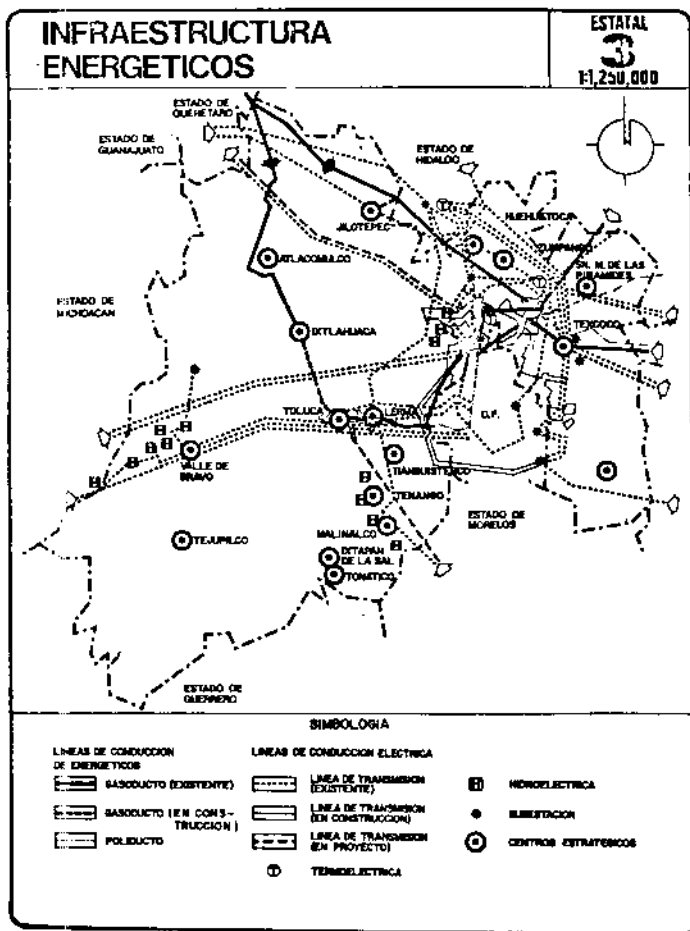 INFRAESTRUCTURA
ENERGETICOS
ESTATAL
3
1:1,250,000
ESTADO DE
QUERETARO
ESTADO DE
GUANAJUATO
ESTADO DE
HIDALGO
JILOTEPEC
HUEHUETOCA
ZUMPANGO
ATLACOMULCO
SN. M. DE LAS
PIRAMIDES
ESTADO DE
MICHOACAN
IXTLAHUACA
TEXCOCO
TOLUCA
LERMA
D.F.
VALLE DE
BRAVO
TIANGUISTENCO
TENANGO
ESTADO DE
MORELOS
MALINALCO
TEJUPILCO
IXTAPAN
DE LA SAL
TONATICO
ESTADO DE
GUERRERO
SIMBOLOGIA
LINEAS DE CONDUCCION
DE ENERGETICOS
GASODUCTO (EXISTENTE)
GASODUCTO (EN CONS-
TRUCCION)
POLIDUCTO
LINEAS DE CONDUCCION ELECTRICA
LINEA DE TRANSMISION
(EXISTENTE)
LINEA DE TRANSMISION
(EN CONSTRUCCION)
LINEA DE TRANSMISION
(EN PROYECTO)
TERMOELECTRICA
HIDROELECTRICA
SUBESTACION
CENTROS ESTRATEGICOS